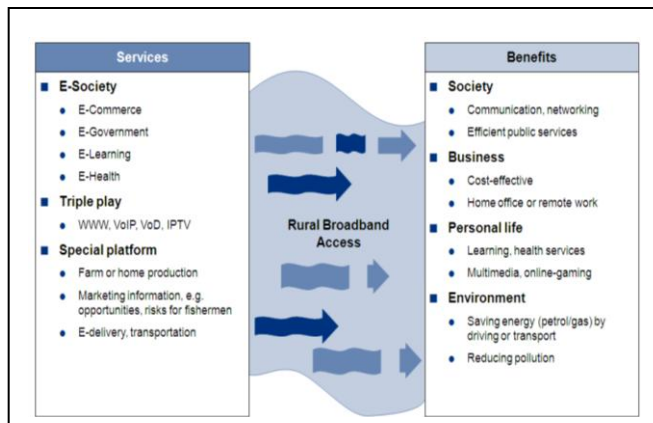 Services
E-Society
E-Commerce
E-Government
E-Learning
E-Health
Triple play
WWW, VoIP, VoD, IPTV
Special platform
Farm or home production
Marketing information, e.g.
opportunities, risks for fishermen
E-delivery, transportation
Rural Broadband
Access
Benefits
Society
Communication, networking
Efficient public services
Business
Cost-effective
Home office or remote work
Personal life
Learning, health services
Multimedia, online-gaming
Environment
Saving energy (petrol/gas) by
driving or transport
Reducing pollution